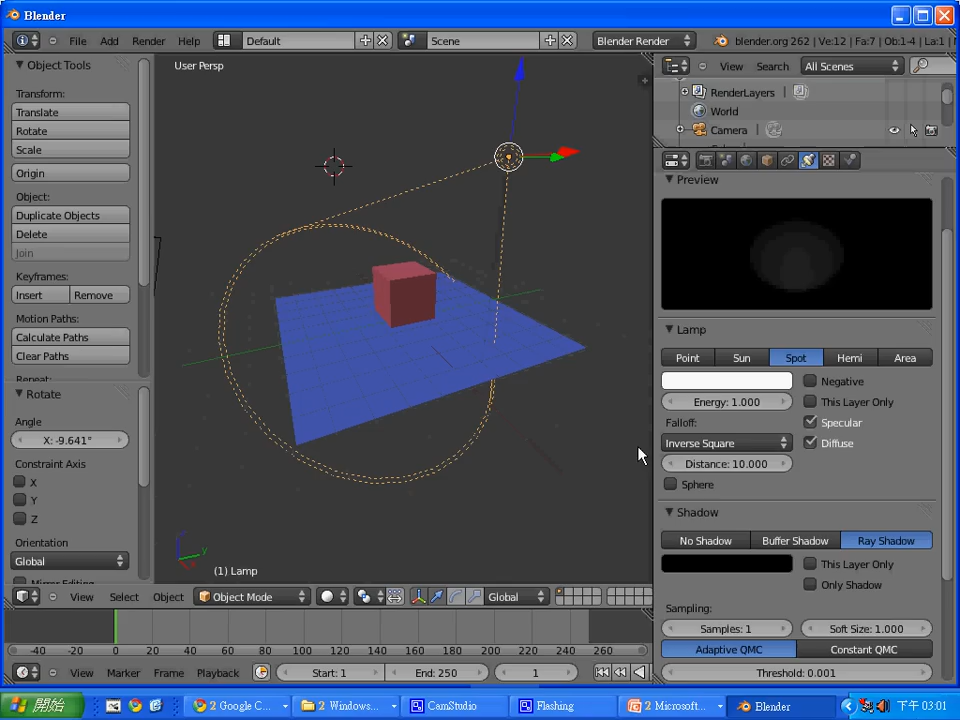 Blender
File Add Render Help Default Scene Blender Render blender.org 262 | Ve:12 | Fa:7 | Ob:1-4 | La:1 |
Object Tools
Transform:
Translate
Rotate
Scale
Origin
Object:
Duplicate Objects
Delete
Join
Keyframes:
Insert Remove
Motion Paths:
Calculate Paths
Clear Paths
Repeat:
Rotate
Angle
X: -9.641°
Constraint Axis
X
Y
Z
Orientation
Global
Mirror Editing
User Persp
z
y
(1) Lamp
View Select Object Object Mode Global
View Search All Scenes
RenderLayers
World
Camera
Preview
Lamp
Point Sun Spot Hemi Area
Negative
Energy: 1.000 This Layer Only
Falloff: Specular
Inverse Square Diffuse
Distance: 10.000
Sphere
Shadow
No Shadow Buffer Shadow Ray Shadow
This Layer Only
Only Shadow
Sampling:
Samples: 1 Soft Size: 1.000
Adaptive QMC Constant QMC
Threshold: 0.001
-40 -20 0 20 40 60 80 100 120 140 160 180 200 220 240 260
View Marker Frame Playback Start: 1 End: 250 1
開始 2 Google C... 2 Windows... CamStudio Flashing 2 Microsoft... Blender 下午 03:01